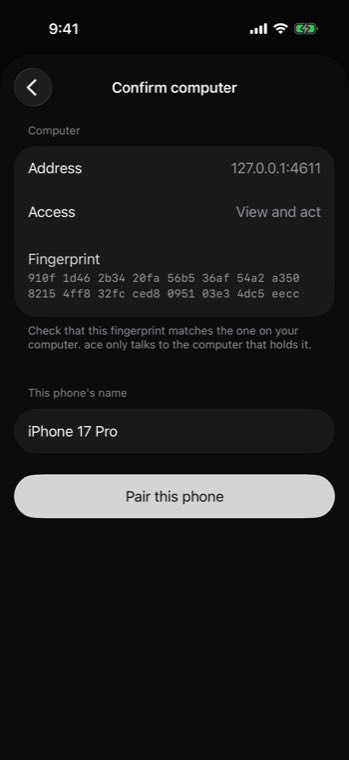 9:41
Confirm computer
Computer
Address 127.0.0.1:4611
Access View and act
Fingerprint
910f 1d46 2b34 20fa 56b5 36af 54a2 a350
8215 4ff8 32fc ced8 0951 03e3 4dc5 eecc
Check that this fingerprint matches the one on your
computer. ace only talks to the computer that holds it.
This phone's name
iPhone 17 Pro
Pair this phone